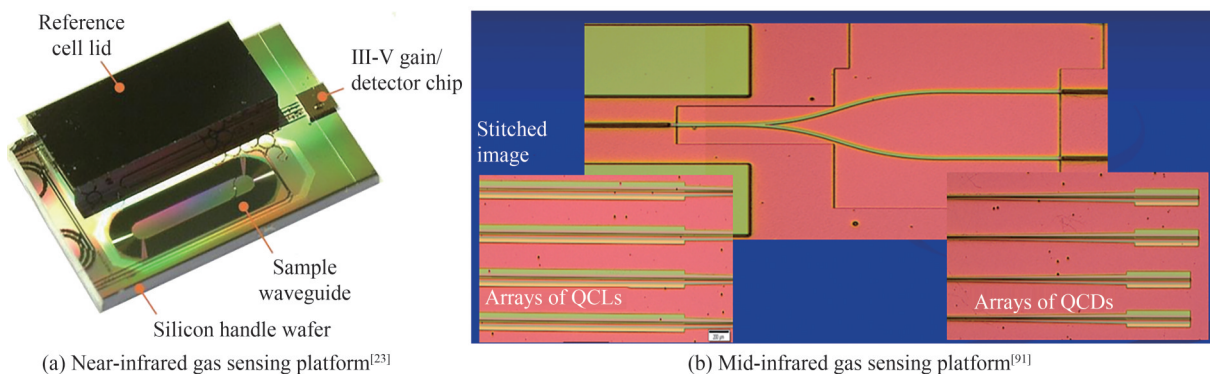 Reference
cell lid
III-V gain/
detector chip
Sample
waveguide
Silicon handle wafer
(a) Near-infrared gas sensing platform[23]
Stitched
image
Arrays of QCLs
Arrays of QCDs
(b) Mid-infrared gas sensing platform[91]